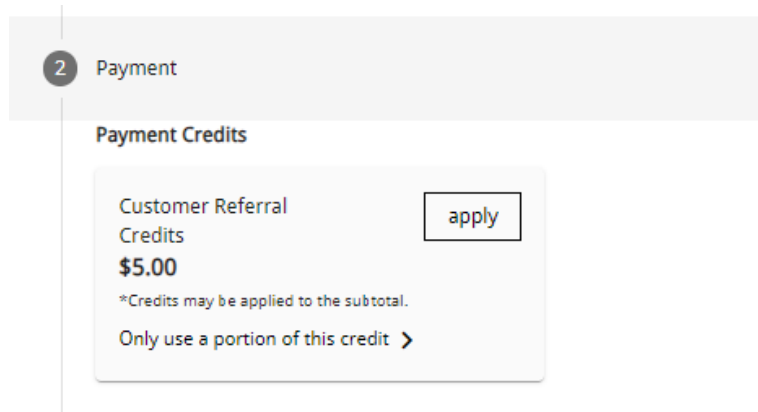 2 Payment
Payment Credits
Customer Referral
Credits
apply
$5.00
*Credits may be applied to the subtotal.
Only use a portion of this credit